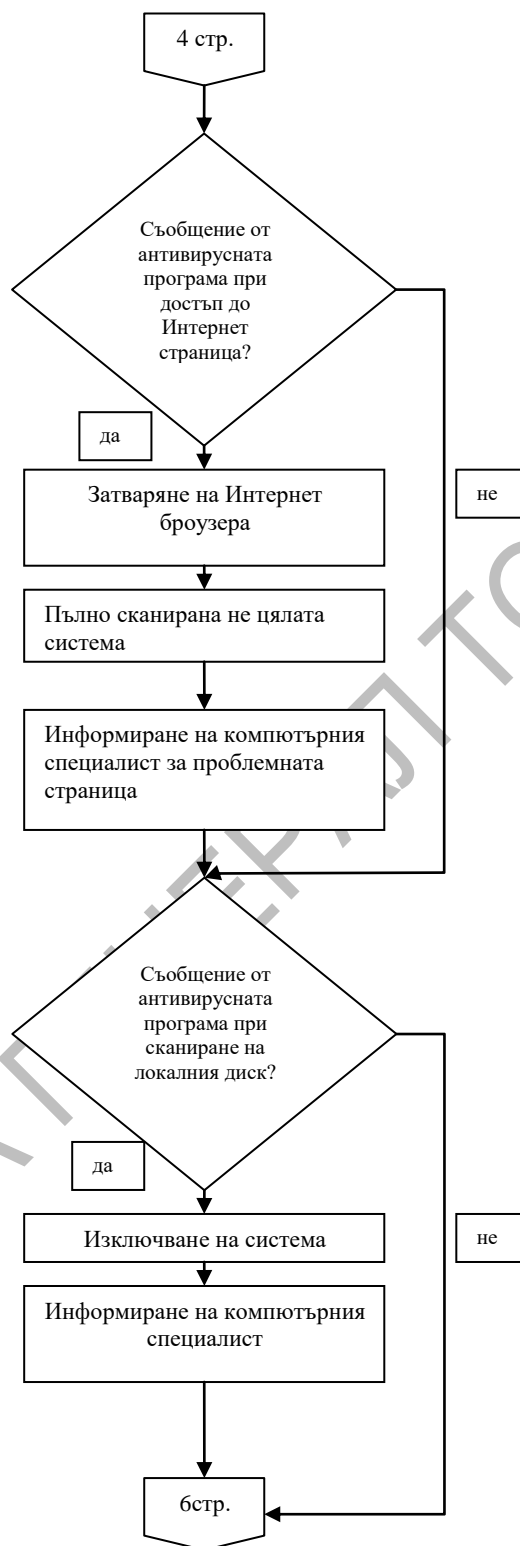 4 стр.
Съобщение от
антивирусната
програма при
достъп до
Интернет
страница?
да
не
Затваряне на Интернет
броузера
Пълно сканирана не цялата
система
Информиране на компютърния
специалист за проблемната
страница
Съобщение от
антивирусната
програма при
сканиране на
локалния диск?
да
не
Изключване на система
Информиране на компютърния
специалист
6стр.